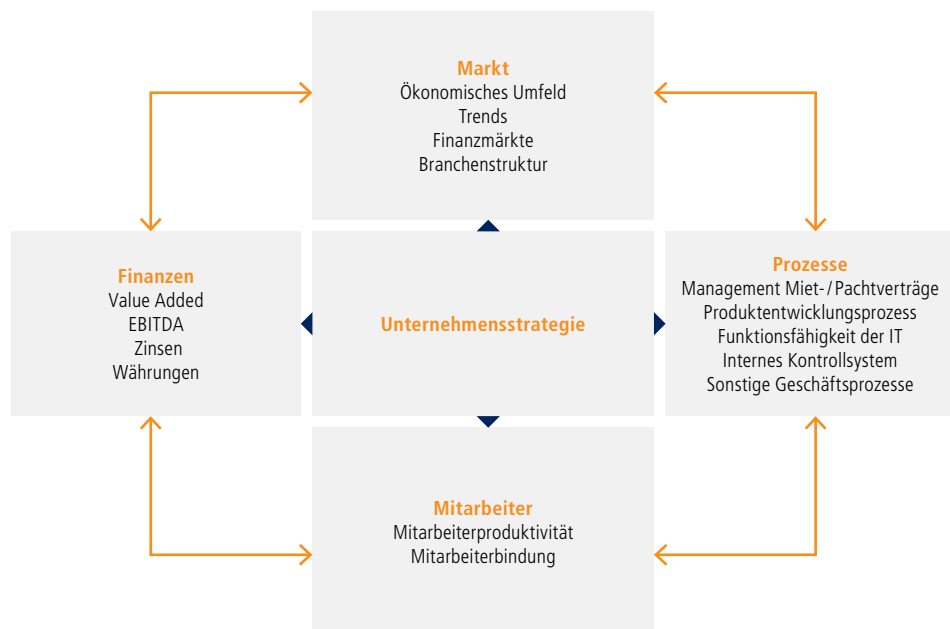 Markt
Ökonomisches Umfeld
Trends
Finanzmärkte
Branchenstruktur
Finanzen
Value Added
EBITDA
Zinsen
Währungen
Unternehmensstrategie
Prozesse
Management Miet-/Pachtverträge
Produktentwicklungsprozess
Funktionsfähigkeit der IT
Internes Kontrollsystem
Sonstige Geschäftsprozesse
Mitarbeiter
Mitarbeiterproduktivität
Mitarbeiterbindung